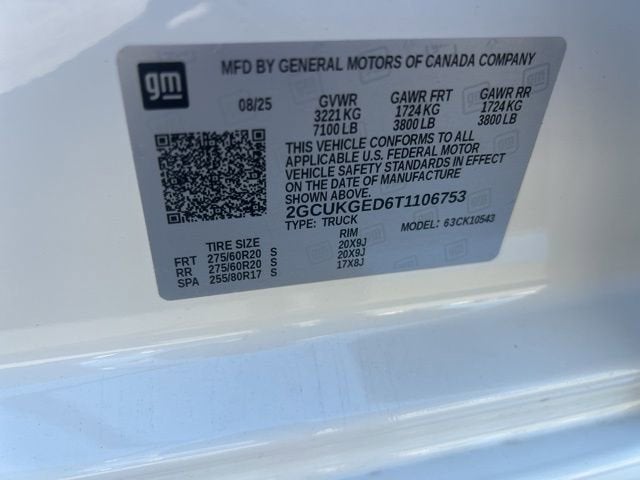 gm
MFD BY GENERAL MOTORS OF CANADA COMPANY
08/25 GVWR GAWR FRT GAWR RR
3221 KG 1724 KG 1724 KG
7100 LB 3800 LB 3800 LB
THIS VEHICLE CONFORMS TO ALL
APPLICABLE U.S. FEDERAL MOTOR
VEHICLE SAFETY STANDARDS IN EFFECT
ON THE DATE OF MANUFACTURE
SHOWN ABOVE.
2GCUKGED6T1106753
TYPE: TRUCK MODEL: 63CK10543
TIRE SIZE RIM
FRT 275/60R20 S 20X9J
RR 275/60R20 S 20X9J
SPA 255/80R17 S 17X8J